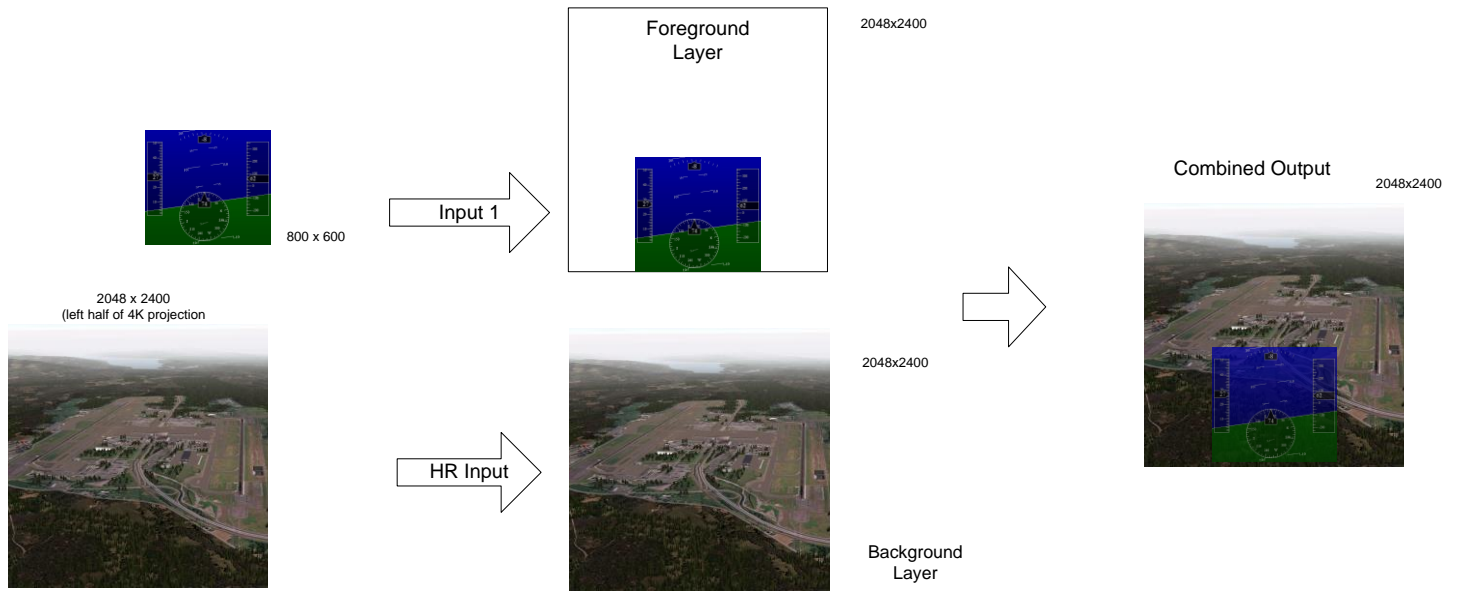 Foreground
Layer
2048x2400
800 x 600
Input 1
Combined Output
2048x2400
2048 x 2400
(left half of 4K projection
HR Input
2048x2400
Background
Layer